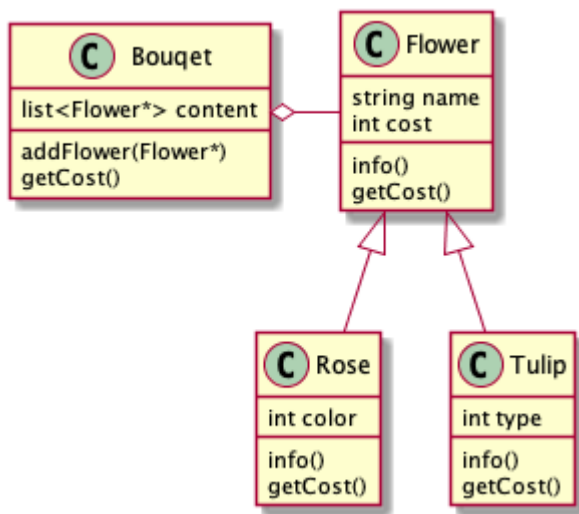 C Bouqet
list<Flower*> content
addFlower(Flower*)
getCost()
C Flower
string name
int cost
info()
getCost()
C Rose
int color
info()
getCost()
C Tulip
int type
info()
getCost()